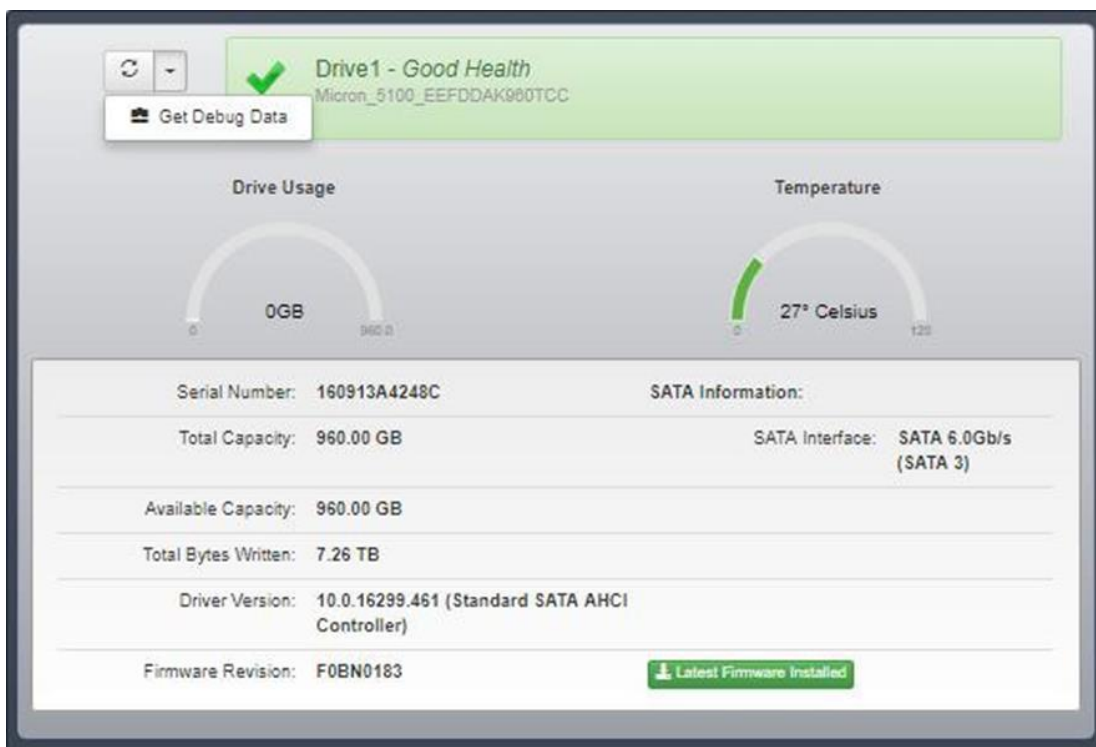 Drive1 - Good Health
Micron_5100_EEFDDAK960TCC
Get Debug Data
Drive Usage
0GB
0
960.0
Temperature
27° Celsius
0
120
Serial Number: 160913A4248C
SATA Information:
Total Capacity: 960.00 GB
SATA Interface: SATA 6.0Gb/s
(SATA 3)
Available Capacity: 960.00 GB
Total Bytes Written: 7.26 TB
Driver Version: 10.0.16299.461 (Standard SATA AHCI
Controller)
Firmware Revision: F0BN0183
Latest Firmware Installed